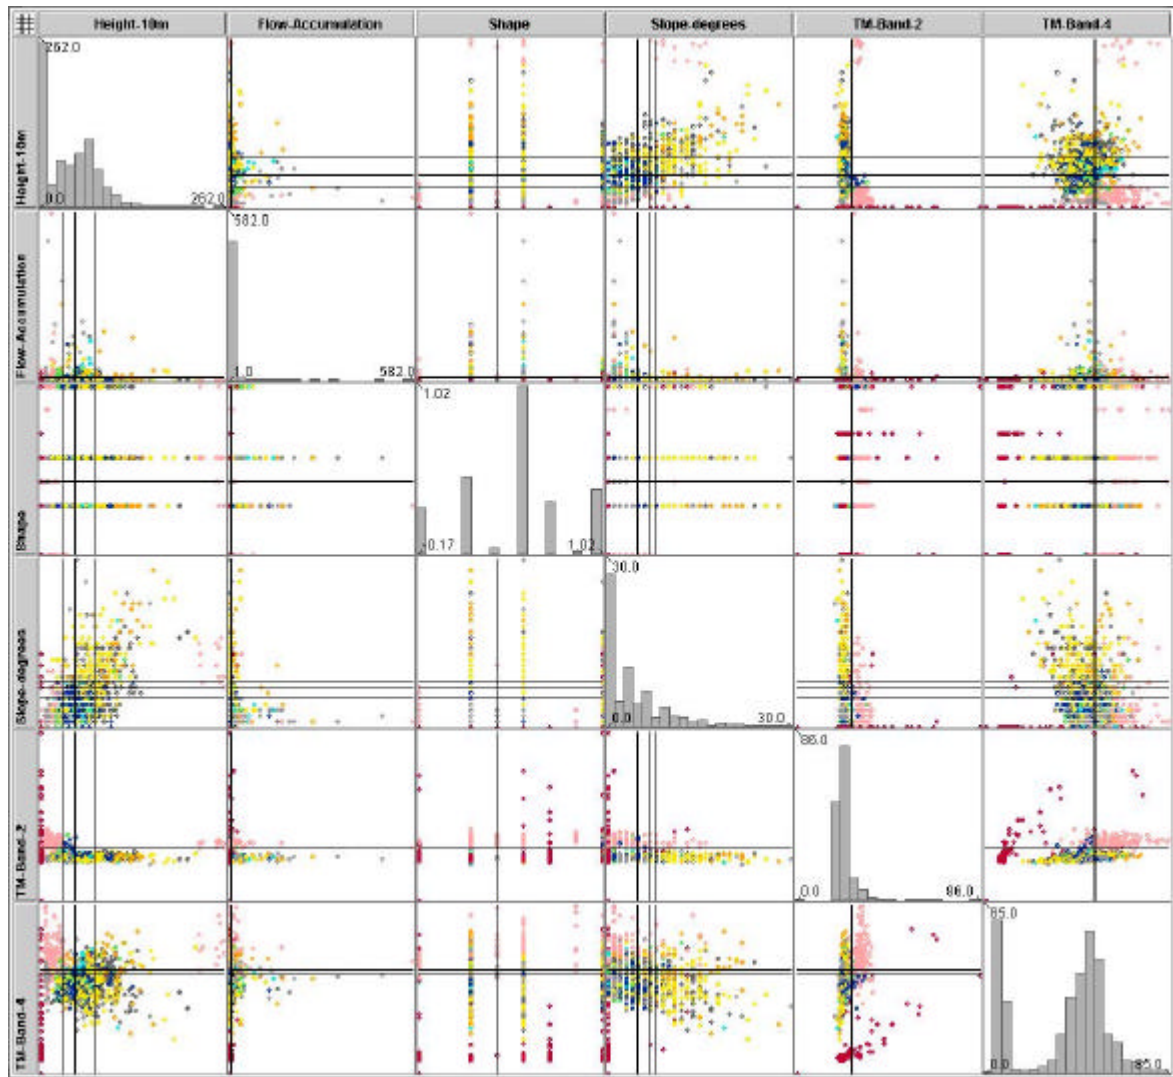 Height-10m Flow-Accumulation Shape Slope-degrees TM-Band-2 TM-Band-4
Height-10m
262.0
0.0 262.0
Flow-Accumulation
582.0
1.0 582.0
Shape
1.02
-0.17 1.02
Slope-degrees
30.0
0.0 30.0
TM-Band-2
86.0
0.0 86.0
TM-Band-4
85.0
0.0 85.0